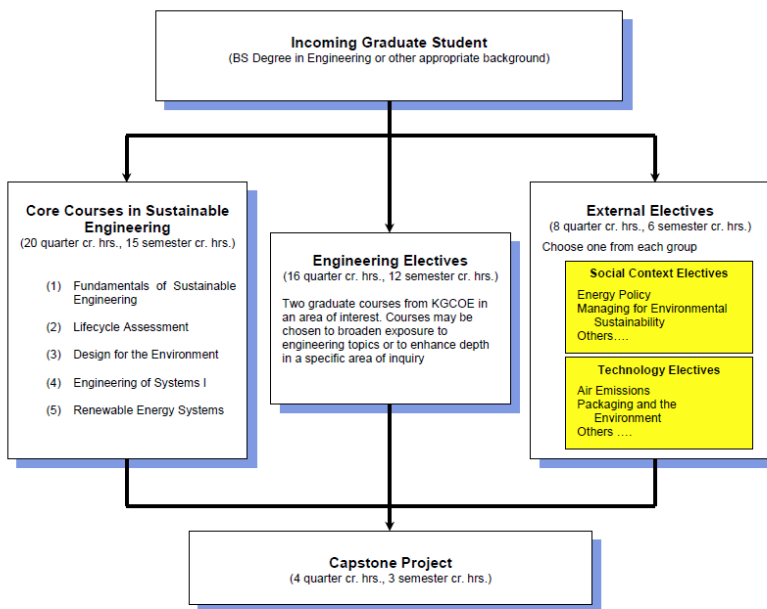 Incoming Graduate Student
(BS Degree in Engineering or other appropriate background)
Core Courses in Sustainable
Engineering
(20 quarter cr. hrs., 15 semester cr. hrs.)
(1) Fundamentals of Sustainable
Engineering
(2) Lifecycle Assessment
(3) Design for the Environment
(4) Engineering of Systems I
(5) Renewable Energy Systems
Engineering Electives
(16 quarter cr. hrs., 12 semester cr. hrs.)
Two graduate courses from KGCOE in
an area of interest. Courses may be
chosen to broaden exposure to
engineering topics or to enhance depth
in a specific area of inquiry
External Electives
(8 quarter cr. hrs., 6 semester cr. hrs.)
Choose one from each group
Social Context Electives
Energy Policy
Managing for Environmental
Sustainability
Others….
Technology Electives
Air Emissions
Packaging and the
Environment
Others ….
Capstone Project
(4 quarter cr. hrs., 3 semester cr. hrs.)